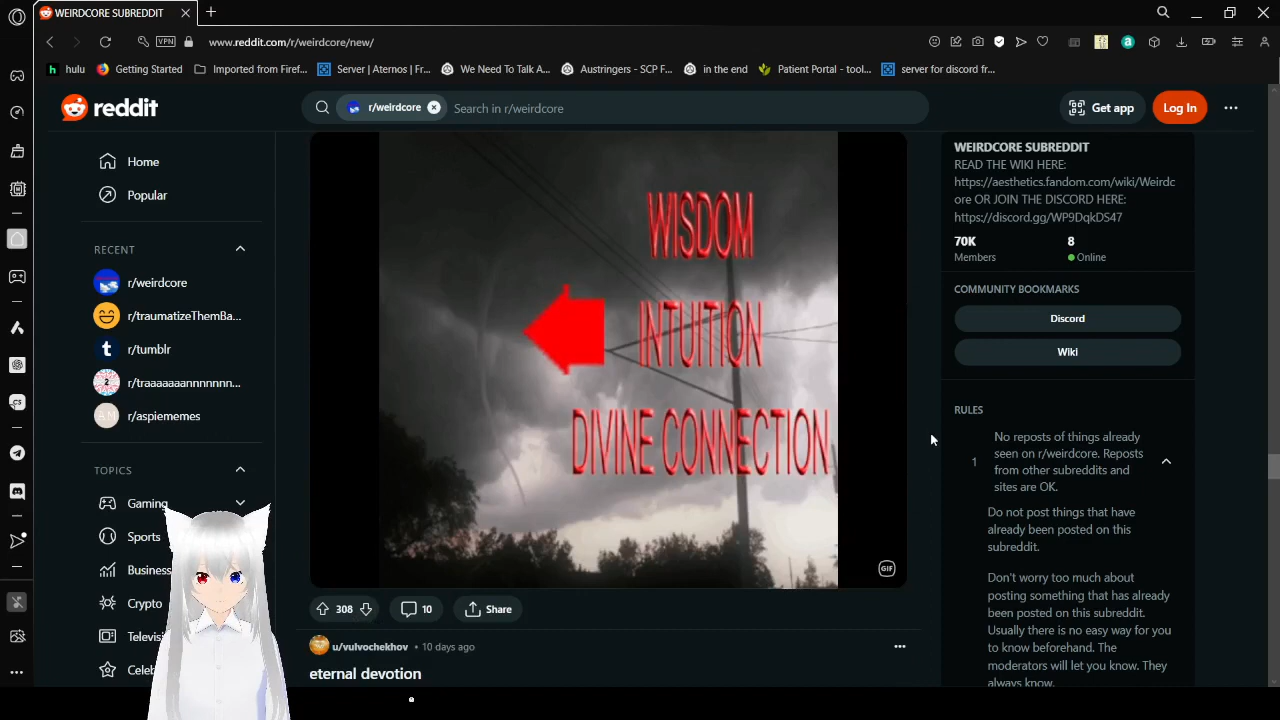 WEIRDCORE SUBREDDIT
VPN
www.reddit.com/r/weirdcore/new/
hulu
Getting Started
Imported from Firef...
Server | Aternos | Fr...
We Need To Talk A...
Austringers - SCP F...
in the end
Patient Portal - tool...
server for discord fr...
reddit
r/weirdcore
Search in r/weirdcore
Get app
Log In
Home
Popular
RECENT
r/weirdcore
r/traumatizeThemBa...
r/tumblr
r/traaaaaaannnnnnn...
r/aspiememes
TOPICS
Gaming
Sports
Business
Crypto
Televisi
Celeb
WISDOM
INTUITION
DIVINE CONNECTION
GIF
308
10
Share
u/vulvochekhov • 10 days ago
eternal devotion
WEIRDCORE SUBREDDIT
READ THE WIKI HERE:
https://aesthetics.fandom.com/wiki/Weirdc
ore OR JOIN THE DISCORD HERE:
https://discord.gg/WP9DqkDS47
70K
Members
8
Online
COMMUNITY BOOKMARKS
Discord
Wiki
RULES
1
No reposts of things already
seen on r/weirdcore. Reposts
from other subreddits and
sites are OK.
Do not post things that have
already been posted on this
subreddit.
Don't worry too much about
posting something that has already
been posted on this subreddit.
Usually there is no easy way for you
to know beforehand. The
moderators will let you know. They
always know.